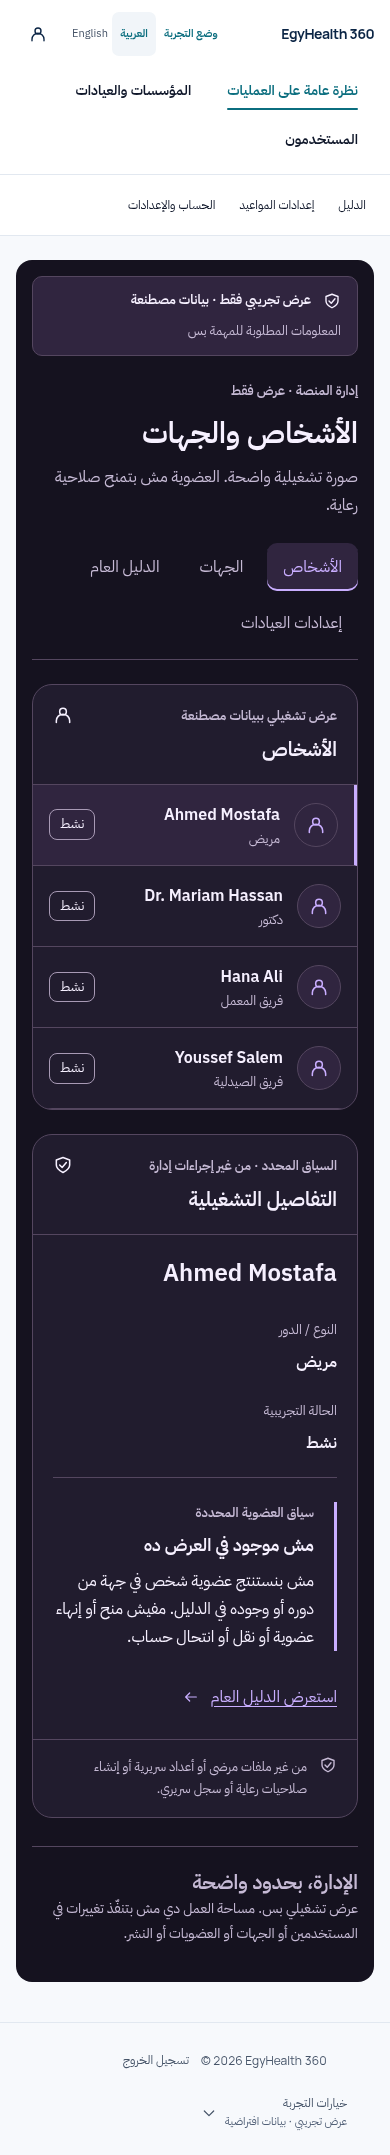 EgyHealth 360
وضع التجربة
العربية
English
نظرة عامة على العمليات
المؤسسات والعيادات
المستخدمون
الدليل
إعدادات المواعيد
الحساب والإعدادات
عرض تجريبي فقط · بيانات مصطنعة
المعلومات المطلوبة للمهمة بس
إدارة المنصة · عرض فقط
الأشخاص والجهات
صورة تشغيلية واضحة. العضوية مش بتمنح صلاحية
رعاية.
الأشخاص
الجهات
الدليل العام
إعدادات العيادات
عرض تشغيلي ببيانات مصطنعة
الأشخاص
Ahmed Mostafa
مريض
نشط
Dr. Mariam Hassan
دكتور
نشط
Hana Ali
فريق المعمل
نشط
Youssef Salem
فريق الصيدلية
نشط
السياق المحدد · من غير إجراءات إدارة
التفاصيل التشغيلية
Ahmed Mostafa
النوع / الدور
مريض
الحالة التجريبية
نشط
سياق العضوية المحددة
مش موجود في العرض ده
مش بنستنتج عضوية شخص في جهة من
دوره أو وجوده في الدليل. مفيش منح أو إنهاء
عضوية أو نقل أو انتحال حساب.
استعرض الدليل العام
من غير ملفات مرضى أو أعداد سريرية أو إنشاء
صلاحيات رعاية أو سجل سريري.
الإدارة، بحدود واضحة
عرض تشغيلي بس. مساحة العمل دي مش بتنفّذ تغييرات في
المستخدمين أو الجهات أو العضويات أو النشر.
© 2026 EgyHealth 360
تسجيل الخروج
خيارات التجربة
عرض تجريبي · بيانات افتراضية